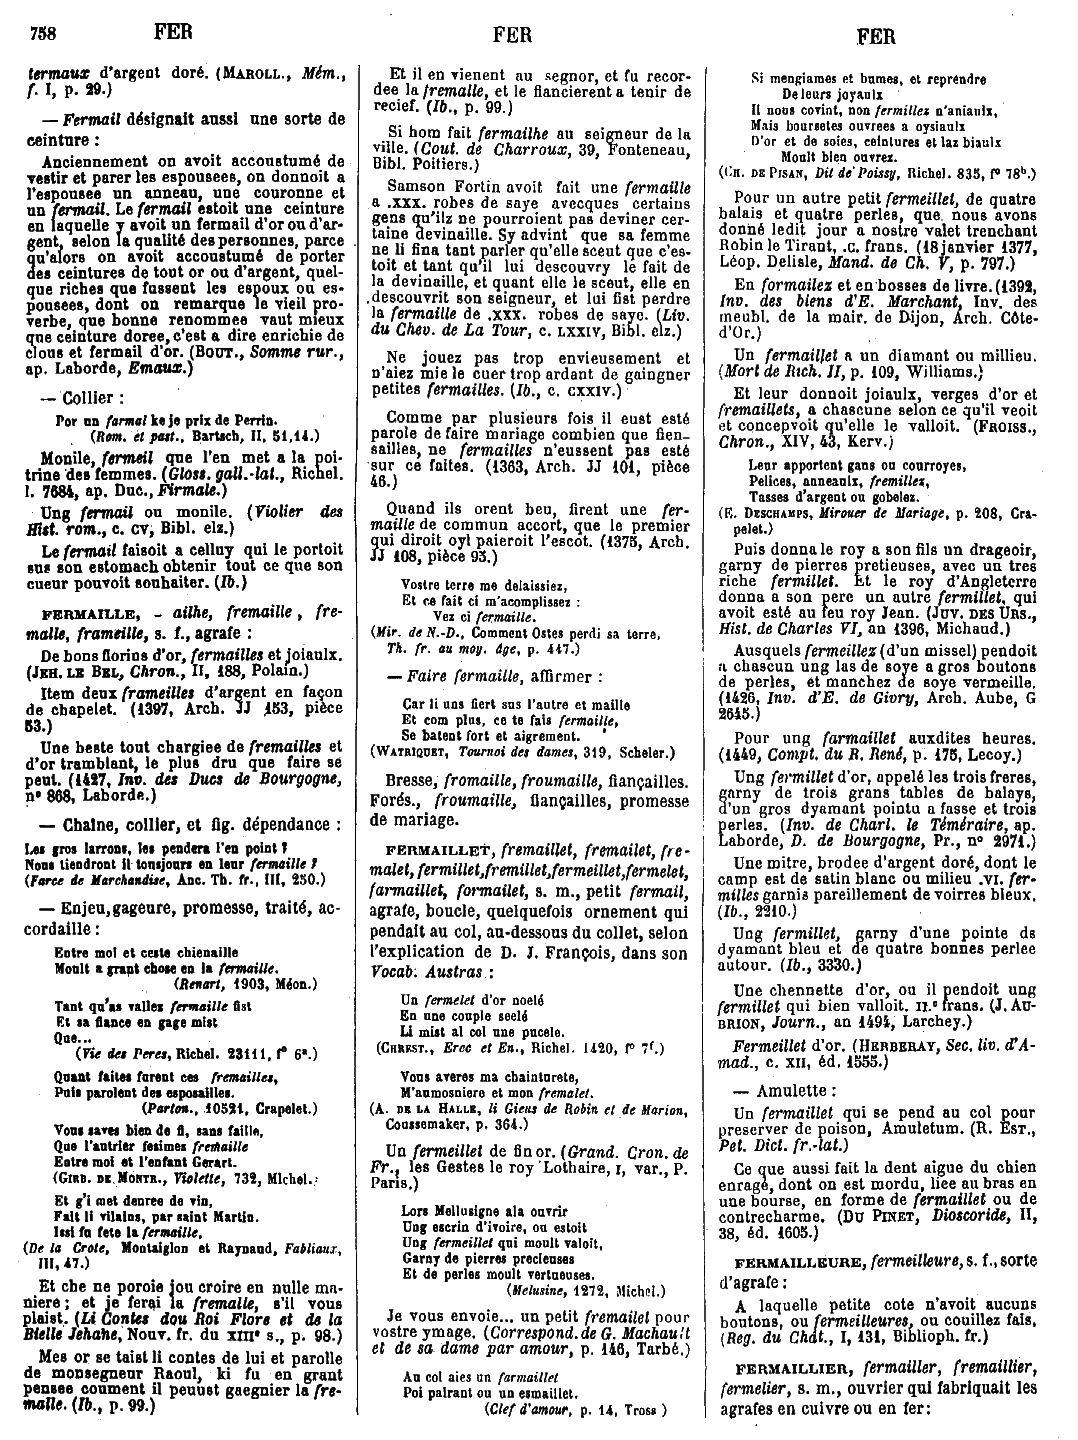 758 FER FER FER
termaux d'argent doré. (MAROLL., Mém.,
f. I, p. 29.)
— Fermail désignait aussi une sorte de
ceinture :
Anciennement on avoit accoustumé de
vestir et parer les espousees, on donnoit a
l'espousee un anneau, une couronne et
un fermail. Le fermail estoit une ceinture
en laquelle y avoit un fermail d'or ou d'ar-
gent, selon la qualité des personnes, parce
qu'alors on avoit accoustumé de porter
des ceintures de tout or ou d'argent, quel-
que riches que fussent les espoux ou es-
pousees, dont on remarque le vieil pro-
verbe, que bonne renommee vaut mieux
que ceinture doree, c'est a dire enrichie de
clous et fermail d'or. (BOUT., Somme rur.,
ap. Laborde, Emaux.)
— Collier :
Por un farmal ke je prix de Perrin.
(Rom. et past., Bartsch, II, 51,14.)
Monile, fermeil que l'en met a la poi-
trine des femmes. (Gloss. gall.-lat., Richel.
l. 7684, ap. Duc., Firmale.)
Ung fermail ou monile. (Violier des
Hist. rom., c. CV, Bibl. elz.)
Le fermail faisoit a celluy qui le portoit
sus son estomach obtenir tout ce que son
cueur pouvoit souhaiter. (Ib.)
FERMAILLE, - ailhe, fremaille, fre-
malle, frameille, s. f., agrafe :
De bons florins d'or, fermailles et joiaulx.
(JEH. LE BEL, Chron., II, 188, Polain.)
Item deux frameilles d'argent en façon
de chapelet. (1397, Arch. JJ 153, pièce
53.)
Une beste tout chargiee de fremailles et
d'or tramblant, le plus dru que faire se
peut. (1427, Inv. des Ducs de Bourgogne,
nº 868, Laborde.)
— Chaîne, collier, et fig. dépendance :
Les gros larrons, les pendera l'en point ?
Nous tiendront il tousjours en leur fermaille ?
(Farce de Marchandise, Anc. Th. fr., III, 250.)
— Enjeu, gageure, promesse, traité, ac-
cordaille :
Entre moi et ceste chienaille
Moult a grant chose en la fermaille.
(Renart, 1903, Méon.)
Tant qu'as vallez fermaille fist
Et sa fiance en gage mist
Que...
(Vie des Peres, Richel. 23111, fº 6ª.)
Quant faites furent ces fremailles,
Puis parolent des esposailles.
(Parton., 10521, Crapelet.)
Vous saves bien de fi, sans faille,
Que l'autrier fesimes fremaille
Entre moi et l'enfant Gerart.
(GIRB. DE MONTR., Violette, 732, Michel.)
Et g'i met denree de vin,
Fait li vilains, par saint Martin.
Issi fu fete la fermaille,
(De la Crote, Montaiglon et Raynaud, Fabliaux,
III, 47.)
Et che ne poroie jou croire en nulle ma-
niere ; et je ferai la fremalle, s'il vous
plaist. (Li Contes dou Roi Flore et de la
Bielle Jehane, Nouv. fr. du XIIIe s., p. 98.)
Mes or se taist li contes de lui et parolle
de monsegneur Raoul, ki fu en grant
pensee coument il peuust gaegnier la fre-
malle. (Ib., p. 99.)
Et il en vienent au segnor, et fu recor-
dee la fremalle, et le fiancierent a tenir de
recief. (Ib., p. 99.)
Si hom fait fermailhe au seigneur de la
ville. (Cout. de Charroux, 39, Fonteneau,
Bibl. Poitiers.)
Samson Fortin avoit fait une fermaille
a .XXX. robes de saye avecques certains
gens qu'ilz ne pourroient pas deviner cer-
taine devinaille. Sy advint que sa femme
ne li fina tant parler qu'elle sceut que c'es-
toit et tant qu'il lui descouvry le fait de
la devinaille, et quant elle le sceut, elle en
descouvrit son seigneur, et lui fist perdre
la fermaille de .XXX. robes de saye. (Liv.
du Chev. de La Tour, c. LXXIV, Bibl. elz.)
Ne jouez pas trop envieusement et
n'aiez mie le cuer trop ardant de gaingner
petites fermailles. (Ib., c. CXXIV.)
Comme par plusieurs fois il eust esté
parole de faire mariage combien que fien-
sailles, ne fermailles n'eussent pas esté
sur ce faites. (1363, Arch. JJ 101, pièce
46.)
Quand ils orent beu, firent une fer-
maille de commun accort, que le premier
qui diroit oyl paieroit l'escot. (1375, Arch.
JJ 108, pièce 93.)
Vostre terre me delaissiez,
Et ce fait ci m'acomplissez :
Vez ci fermaille.
(Mir. de N.-D., Comment Ostes perdi sa terre,
Th. fr. au moy. âge, p. 447.)
— Faire fermaille, affirmer :
Car li uns fiert sus l'autre et maille
Et com plus, ce te fais fermaille,
Se batent fort et aigrement.
(WATRIQUET, Tournoi des dames, 319, Scheler.)
Bresse, fromaille, froumaille, fiançailles.
Forés., froumaille, fiançailles, promesse
de mariage.
FERMAILLET, fremaillet, fremailet, fre-
malet, fermillet, fremillet, fermeillet, fermelet,
farmaillet, formailet, s. m., petit fermail,
agrafe, boucle, quelquefois ornement qui
pendait au col, au-dessous du collet, selon
l'explication de D. J. François, dans son
Vocab. Austras. :
Un fermelet d'or noelé
En une couple seelé
Li mist al col une pucele.
(CHREST., Erec et En., Richel. 1420, fº 7f.)
Vous averes ma chainturete,
M'aumosniere et mon fremalet.
(A. DE LA HALLE, li Gieus de Robin et de Marion,
Coussemaker, p. 364.)
Un fermeillet de fin or. (Grand. Cron. de
Fr., les Gestes le roy Lothaire, I, var., P.
Paris.)
Lors Mellusigne ala ouvrir
Ung escrin d'ivoire, ou estoit
Ung fermeillet qui moult valoit,
Garny de pierres precieuses
Et de perles moult vertueuses.
(Melusine, 1272, Michel.)
Je vous envoie... un petit fremailet pour
vostre ymage. (Correspond. de G. Machault
et de sa dame par amour, p. 146, Tarbé.)
Au col aies un farmaillet
Poi pairant ou un esmaillet.
(Clef d'amour, p. 14, Tross)
Si mengiames et bumes, et reprendre
De leurs joyaulx
Il nous covint, non fermillez n'aniaulx,
Mais boursetes ouvrees a oysiaulx
D'or et de soies, ceintures et laz biaulx
Moult bien ouvrez.
(CH. DE PISAN, Dit de Poissy, Richel. 835, fº 78b.)
Pour un autre petit fermeillet, de quatre
balais et quatre perles, que nous avons
donné ledit jour a nostre valet trenchant
Robin le Tirant, .c. frans. (18 janvier 1377,
Léop. Delisle, Mand. de Ch. V, p. 797.)
En formailez et en bosses de livre. (1392,
Inv. des biens d'E. Marchant, Inv. des
meubl. de la mair. de Dijon, Arch. Côte-
d'Or.)
Un fermaillet a un diamant ou millieu.
(Mort de Rich. II, p. 109, Williams.)
Et leur donnoit joiaulx, verges d'or et
fremaillets, a chascune selon ce qu'il veoit
et concepvoit qu'elle le valloit. (FROISS.,
Chron., XIV, 43, Kerv.)
Leur apportent gans ou courroyes,
Pelices, anneaulx, fremillez,
Tasses d'argent ou gobelez.
(E. DESCHAMPS, Mirouer de Mariage, p. 208, Cra-
pelet.)
Puis donna le roy a son fils un drageoir,
garny de pierres pretieuses, avec un tres
riche fermillet. Et le roy d'Angleterre
donna a son pere un autre fermillet, qui
avoit esté au feu roy Jean. (JUV. DES URS.,
Hist. de Charles VI, an 1396, Michaud.)
Ausquels fermeillez (d'un missel) pendoit
a chascun ung las de soye a gros boutons
de perles, et manchez de soye vermeille.
(1426, Inv. d'E. de Givry, Arch. Aube, G
2645.)
Pour ung farmaillet auxdites heures.
(1449, Compt. du R. René, p. 175, Lecoy.)
Ung fermillet d'or, appelé les trois freres,
garny de trois grans tables de balays,
d'un gros dyamant pointu a fasse et trois
perles. (Inv. de Charl. le Téméraire, ap.
Laborde, D. de Bourgogne, Pr., nº 2971.)
Une mitre, brodee d'argent doré, dont le
camp est de satin blanc ou milieu .VI. fer-
milles garnis pareillement de voirres bleux.
(Ib., 2210.)
Ung fermillet, garny d'une pointe de
dyamant bleu et de quatre bonnes perlee
autour. (Ib., 3330.)
Une chennette d'or, ou il pendoit ung
fermillet qui bien valloit. II.c frans. (J. AU-
BRION, Journ., an 1494, Larchey.)
Fermeillet d'or. (HERBERAY, Sec. liv. d'A-
mad., c. XII, éd. 1555.)
— Amulette :
Un fermaillet qui se pend au col pour
preserver de poison, Amuletum. (R. EST.,
Pet. Dict. fr.-lat.)
Ce que aussi fait la dent aigue du chien
enragé, dont on est mordu, liee au bras en
une bourse, en forme de fermaillet ou de
contrecharme. (DU PINET, Dioscoride, II,
38, éd. 1605.)
FERMAILLEURE, fermeilleure, s. f., sorte
d'agrafe :
A laquelle petite cote n'avoit aucuns
boutons, ou fermeilleures, ou couillez fais.
(Reg. du Chât., I, 131, Biblioph. fr.)
FERMAILLIER, fermailler, fremaillier,
fermelier, s. m., ouvrier qui fabriquait les
agrafes en cuivre ou en fer :